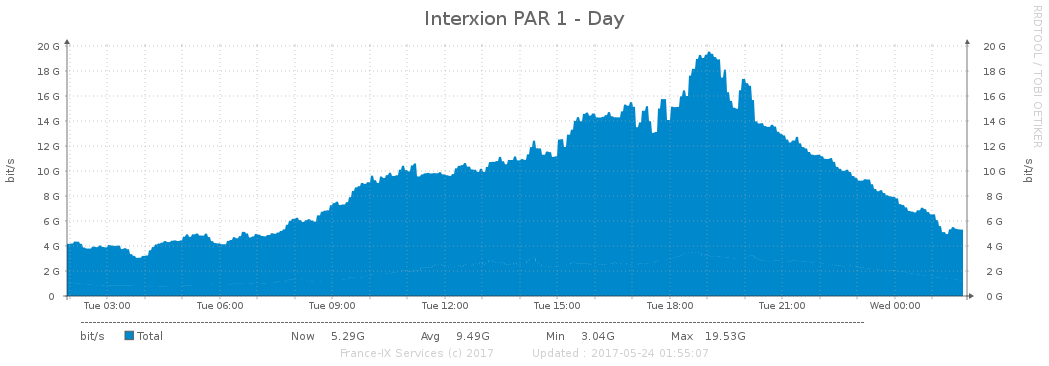 Interxion PAR 1 - Day
RRDTOOL / TOBI OETIKER
bit/s
20 G 20 G
18 G 18 G
16 G 16 G
14 G 14 G
12 G 12 G
10 G 10 G
8 G 8 G
6 G 6 G
4 G 4 G
2 G 2 G
0 0 G
bit/s
Tue 03:00 Tue 06:00 Tue 09:00 Tue 12:00 Tue 15:00 Tue 18:00 Tue 21:00 Wed 00:00
bit/s Total Now 5.29G Avg 9.49G Min 3.04G Max 19.53G
France-IX Services (c) 2017 Updated : 2017-05-24 01:55:07